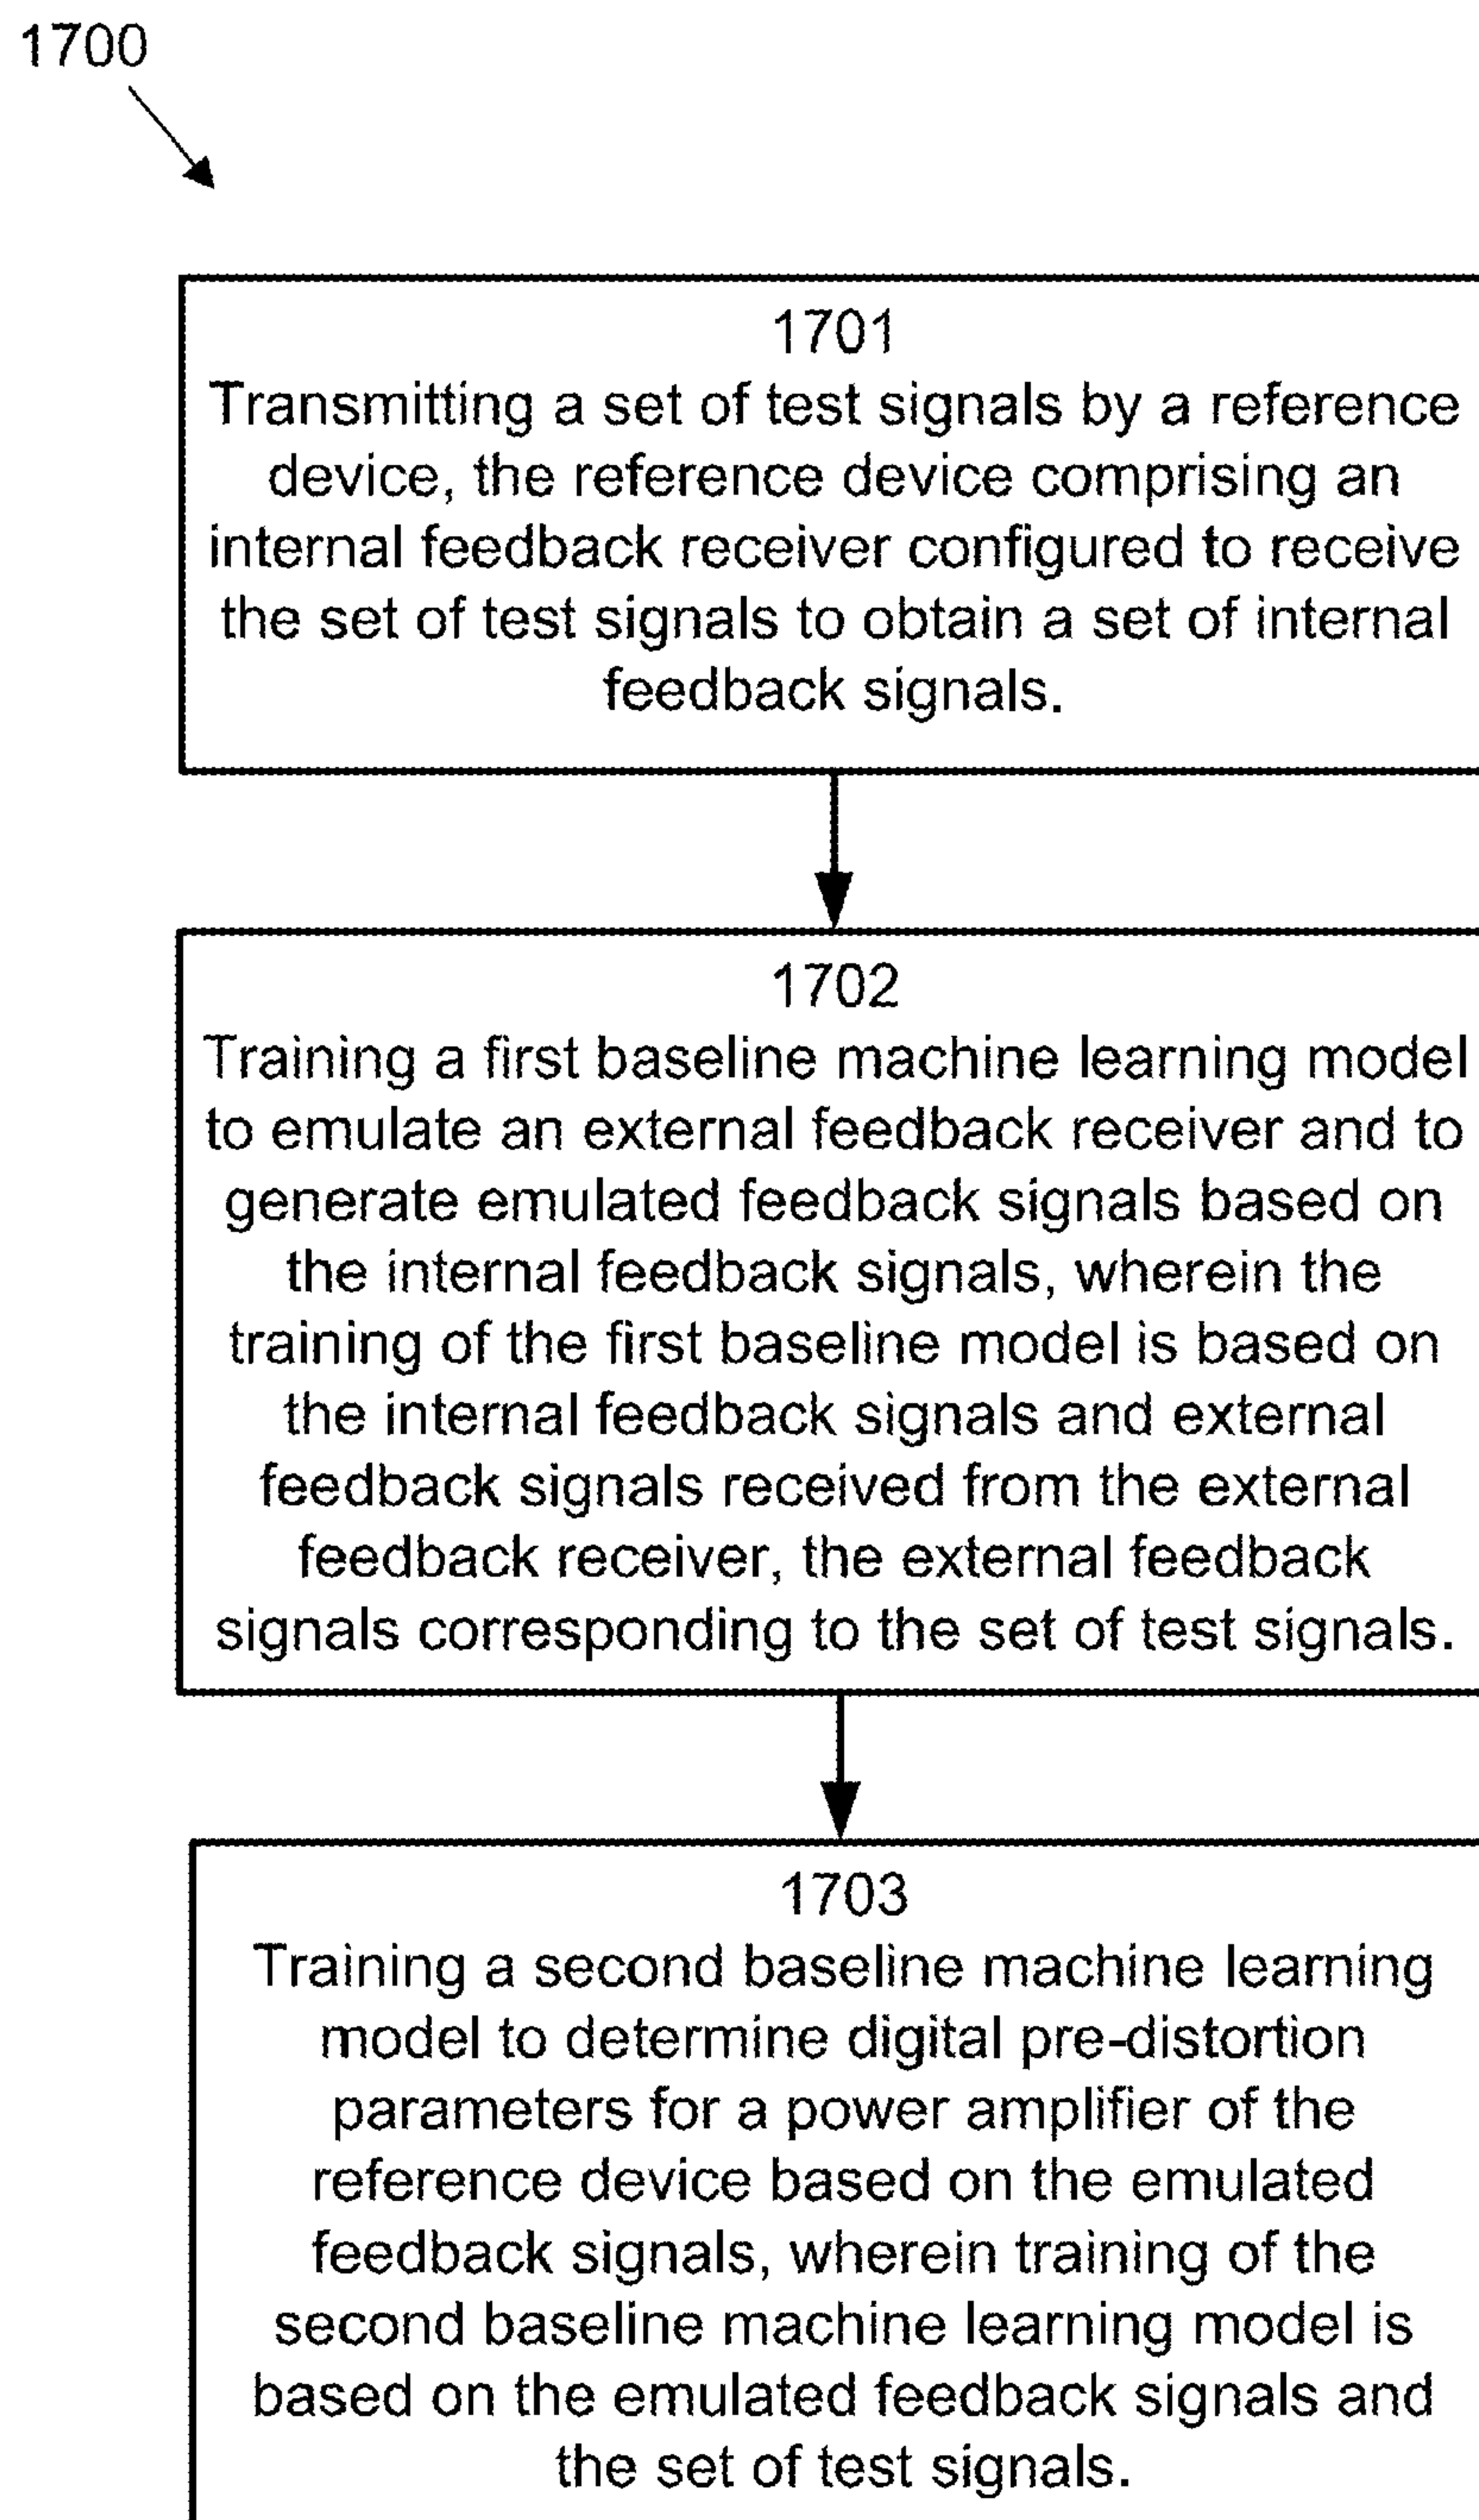 1700
1701
Transmitting a set of test signals by a reference
device, the reference device comprising an
internal feedback receiver configured to receive
the set of test signals to obtain a set of internal
feedback signals.
1702
Training a first baseline machine learning model
to emulate an external feedback receiver and to
generate emulated feedback signals based on
the internal feedback signals, wherein the
training of the first baseline model is based on
the internal feedback signals and external
feedback signals received from the external
feedback receiver, the external feedback
signals corresponding to the set of test signals.
1703
Training a second baseline machine learning
model to determine digital pre-distortion
parameters for a power amplifier of the
reference device based on the emulated
feedback signals, wherein training of the
second baseline machine learning model is
based on the emulated feedback signals and
the set of test signals.